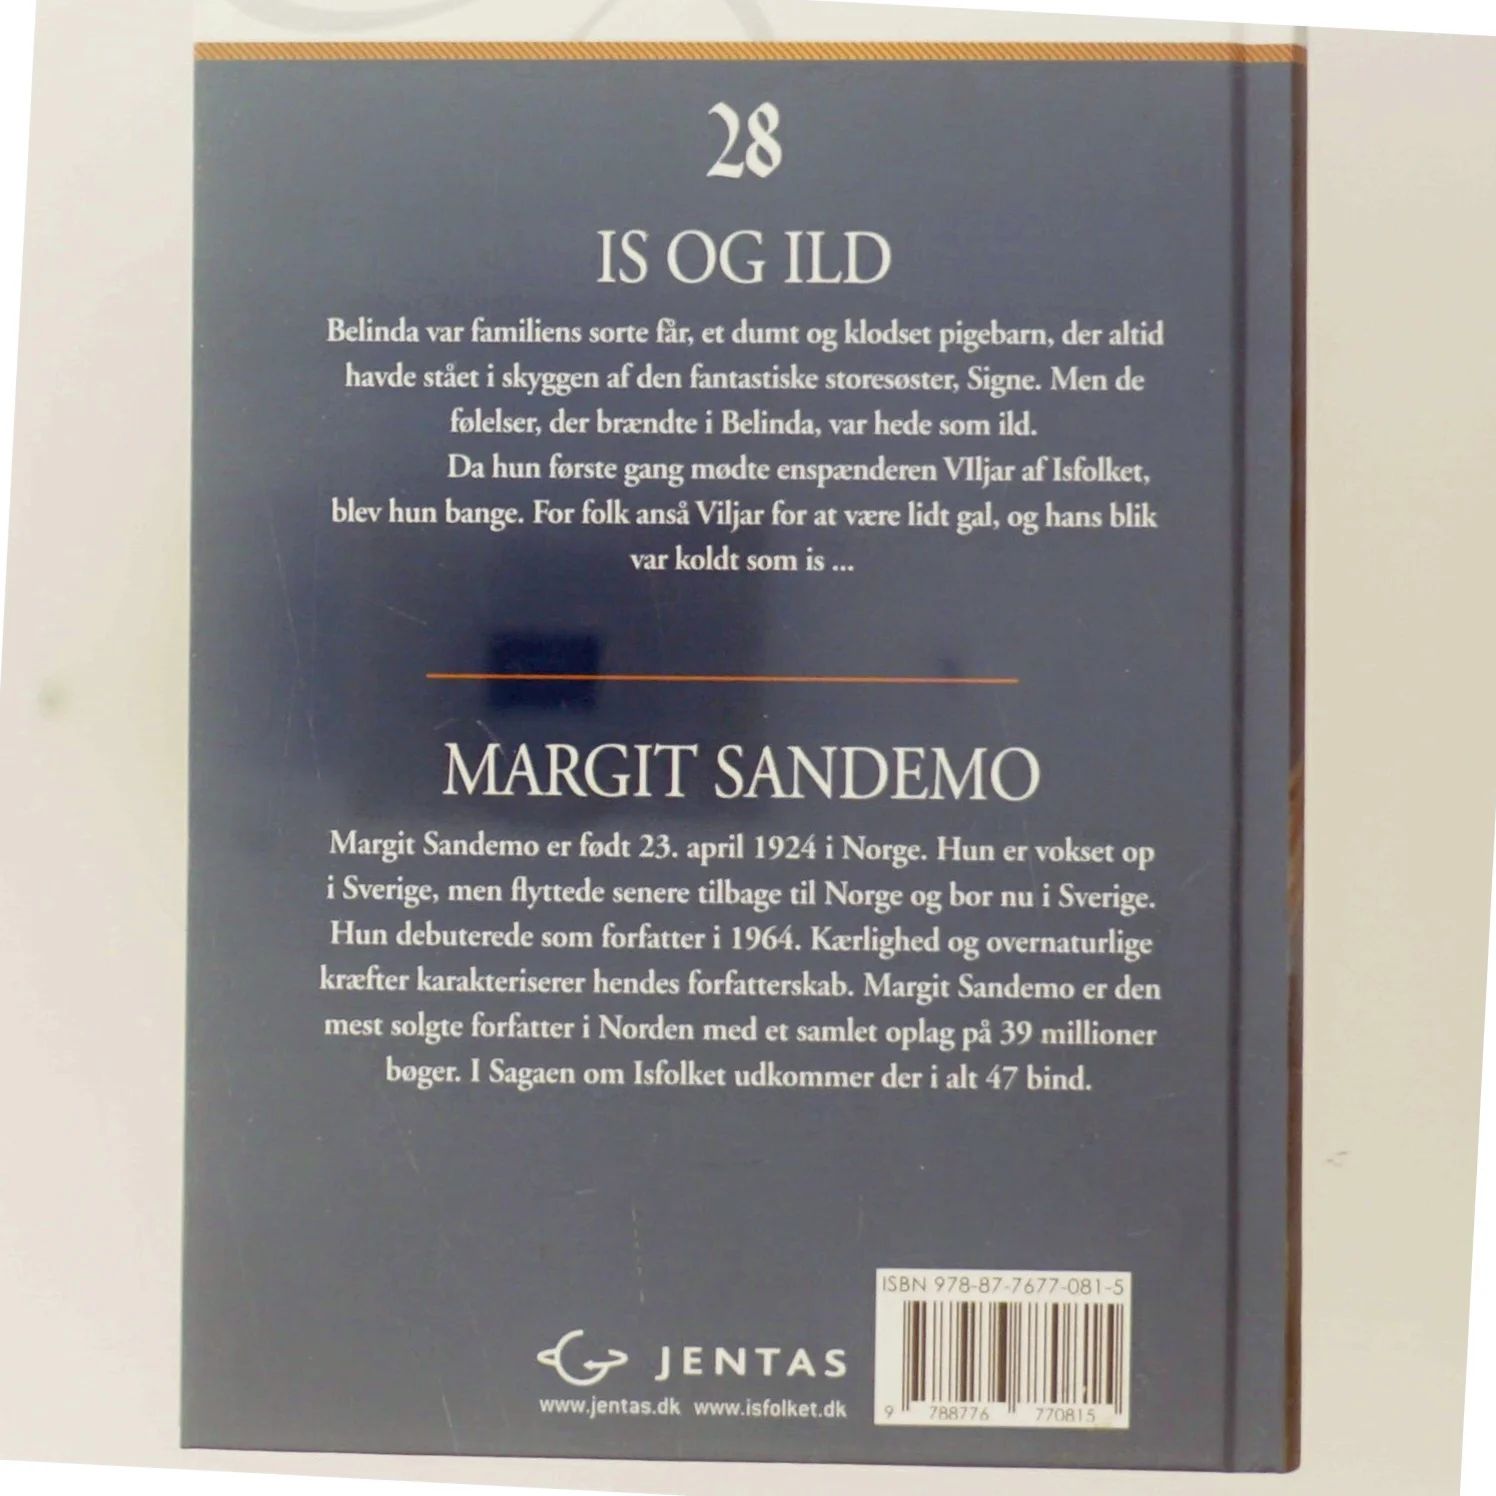 28
IS OG ILD
Belinda var familiens sorte får, et dumt og klodset pigebarn, der altid
havde stået i skyggen af den fantastiske storesøster, Signe. Men de
følelser, der brændte i Belinda, var hede som ild.
Da hun første gang mødte enspænderen VIljar af Isfolket,
blev hun bange. For folk anså Viljar for at være lidt gal, og hans blik
var koldt som is ...
MARGIT SANDEMO
Margit Sandemo er født 23. april 1924 i Norge. Hun er vokset op
i Sverige, men flyttede senere tilbage til Norge og bor nu i Sverige.
Hun debuterede som forfatter i 1964. Kærlighed og overnaturlige
kræfter karakteriserer hendes forfatterskab. Margit Sandemo er den
mest solgte forfatter i Norden med et samlet oplag på 39 millioner
bøger. I Sagaen om Isfolket udkommer der i alt 47 bind.
JENTAS
www.jentas.dk www.isfolket.dk
ISBN 978-87-7677-081-5
9 788776 770815